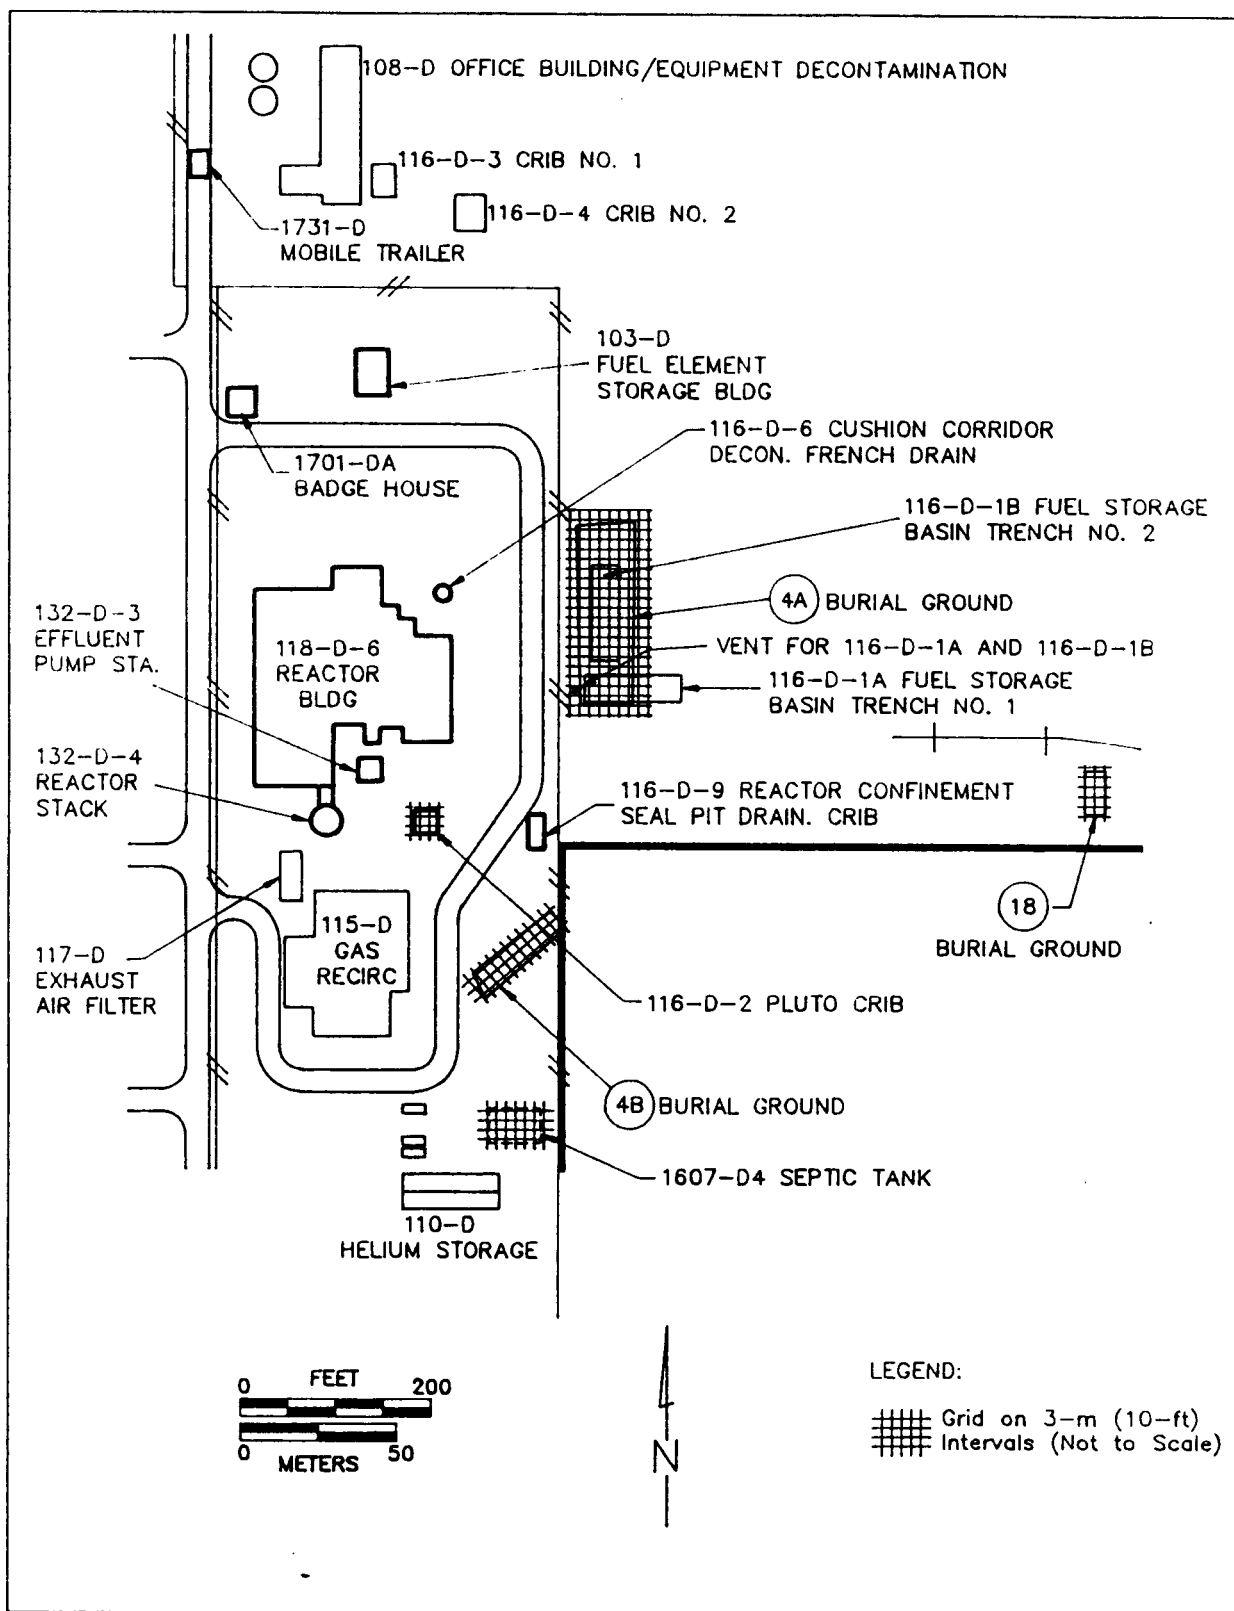 108-D OFFICE BUILDING/EQUIPMENT DECONTAMINATION
116-D-3 CRIB NO. 1
116-D-4 CRIB NO. 2
1731-D
MOBILE TRAILER
103-D
FUEL ELEMENT
STORAGE BLDG
116-D-6 CUSHION CORRIDOR
DECON. FRENCH DRAIN
1701-DA
BADGE HOUSE
116-D-1B FUEL STORAGE
BASIN TRENCH NO. 2
4A BURIAL GROUND
132-D-3
EFFLUENT
PUMP STA.
118-D-6
REACTOR
BLDG
VENT FOR 116-D-1A AND 116-D-1B
116-D-1A FUEL STORAGE
BASIN TRENCH NO. 1
132-D-4
REACTOR
STACK
116-D-9 REACTOR CONFINEMENT
SEAL PIT DRAIN. CRIB
18
BURIAL GROUND
115-D
GAS
RECIRC
117-D
EXHAUST
AIR FILTER
116-D-2 PLUTO CRIB
4B BURIAL GROUND
1607-D4 SEPTIC TANK
110-D
HELIUM STORAGE
FEET
0 200
0 50
METERS
N
LEGEND:
Grid on 3-m (10-ft)
Intervals (Not to Scale)